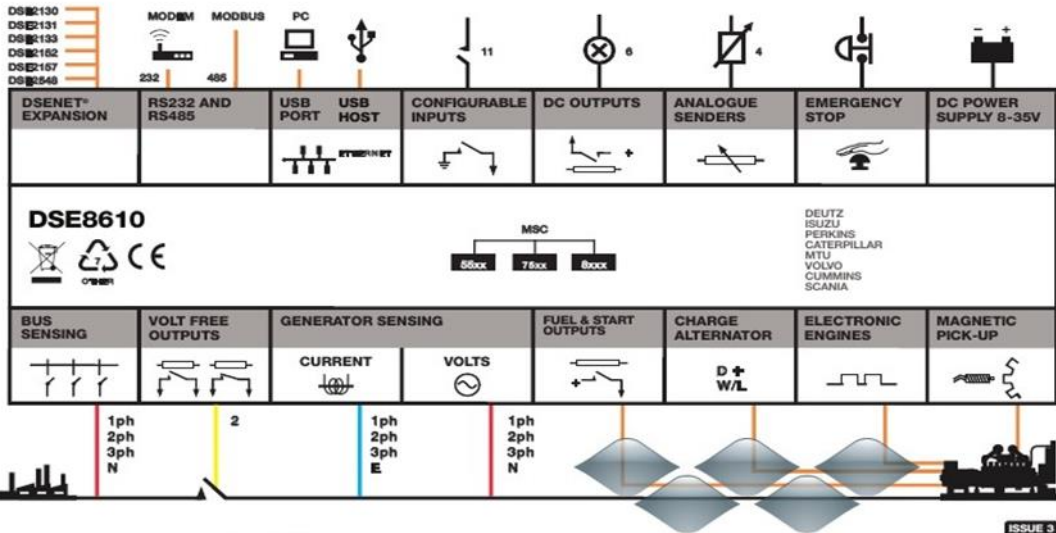 DSE2130
DSE2131
DSE2133
DSE2152
DSE2157
DSE2548
MODEM
MODBUS
PC
232
485
11
6
4
- +
DSENET® EXPANSION
RS232 AND RS485
USB PORT
USB HOST
CONFIGURABLE INPUTS
DC OUTPUTS
ANALOGUE SENDERS
EMERGENCY STOP
DC POWER SUPPLY 8-35V
ETHERNET
+
DSE8610
7
OTHER
CE
MSC
55xx
75xx
8xxx
DEUTZ
ISUZU
PERKINS
CATERPILLAR
MTU
VOLVO
CUMMINS
SCANIA
BUS SENSING
VOLT FREE OUTPUTS
GENERATOR SENSING
FUEL & START OUTPUTS
CHARGE ALTERNATOR
ELECTRONIC ENGINES
MAGNETIC PICK-UP
CURRENT
VOLTS
+
D +
W/L
1ph
2ph
3ph
N
2
1ph
2ph
3ph
E
1ph
2ph
3ph
N
ISSUE 3